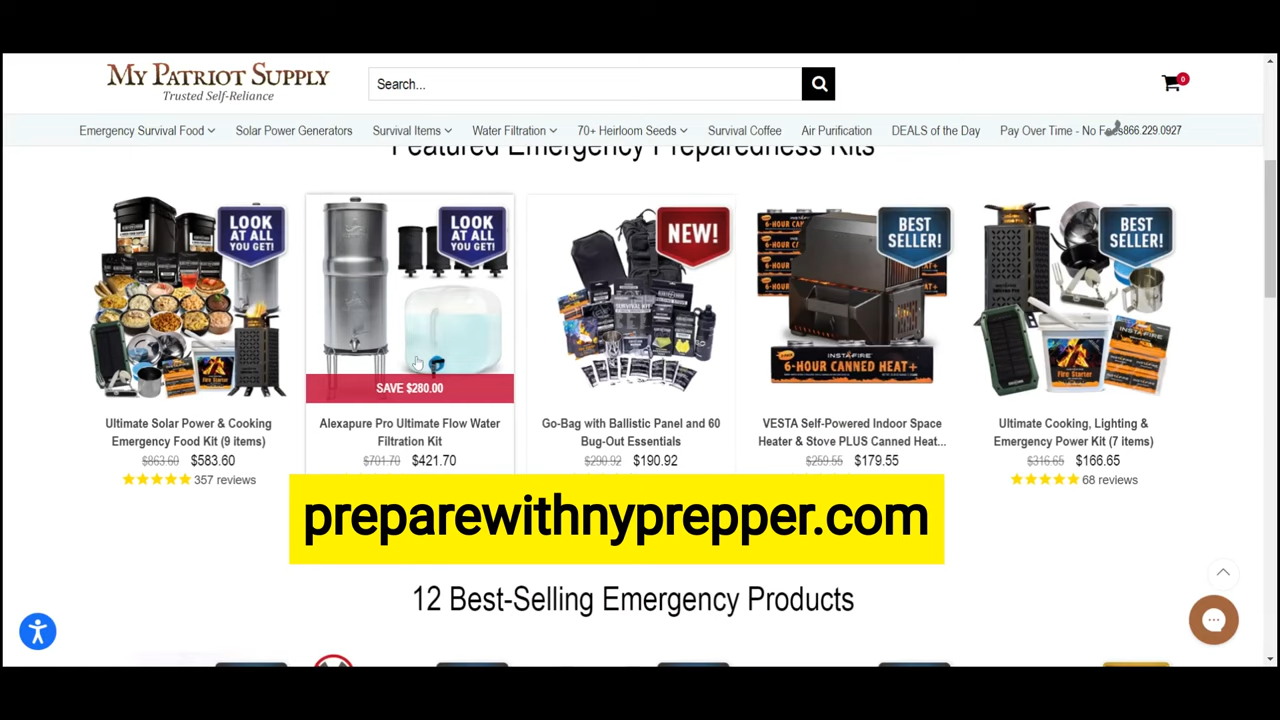 My Patriot Supply
Trusted Self-Reliance
Search...
0
Emergency Survival Food
Solar Power Generators
Survival Items
Water Filtration
70+ Heirloom Seeds
Survival Coffee
Air Purification
DEALS of the Day
Pay Over Time - No Fees
866.229.0927
Featured Emergency Preparedness Kits
LOOK
AT ALL
YOU GET!
LOOK
AT ALL
YOU GET!
NEW!
BEST
SELLER!
BEST
SELLER!
SAVE $280.00
INSTAFIRE
6-HOUR CANNED HEAT+
Ultimate Solar Power & Cooking
Emergency Food Kit (9 items)
$863.60 $583.60
357 reviews
Alexapure Pro Ultimate Flow Water
Filtration Kit
$701.70 $421.70
Go-Bag with Ballistic Panel and 60
Bug-Out Essentials
$290.92 $190.92
VESTA Self-Powered Indoor Space
Heater & Stove PLUS Canned Heat...
$259.55 $179.55
Ultimate Cooking, Lighting &
Emergency Power Kit (7 items)
$316.65 $166.65
68 reviews
preparewithnyprepper.com
12 Best-Selling Emergency Products